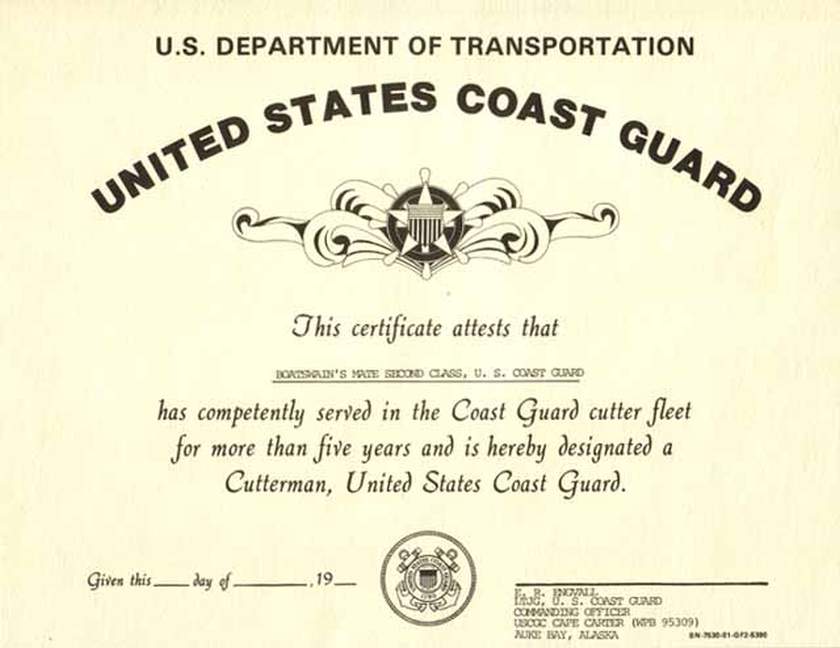 U.S. DEPARTMENT OF TRANSPORTATION
UNITED STATES COAST GUARD
This certificate attests that
BOATSWAIN'S MATE SECOND CLASS, U. S. COAST GUARD
has competently served in the Coast Guard cutter fleet
for more than five years and is hereby designated a
Cutterman, United States Coast Guard.
Given this ____ day of __________, 19___
E. R. ENGVALL
LTJG, U. S. COAST GUARD
COMMANDING OFFICER
USCGC CAPE CARTER (WPB 95309)
AUKE BAY, ALASKA
SN-7530-01-GF2-5390